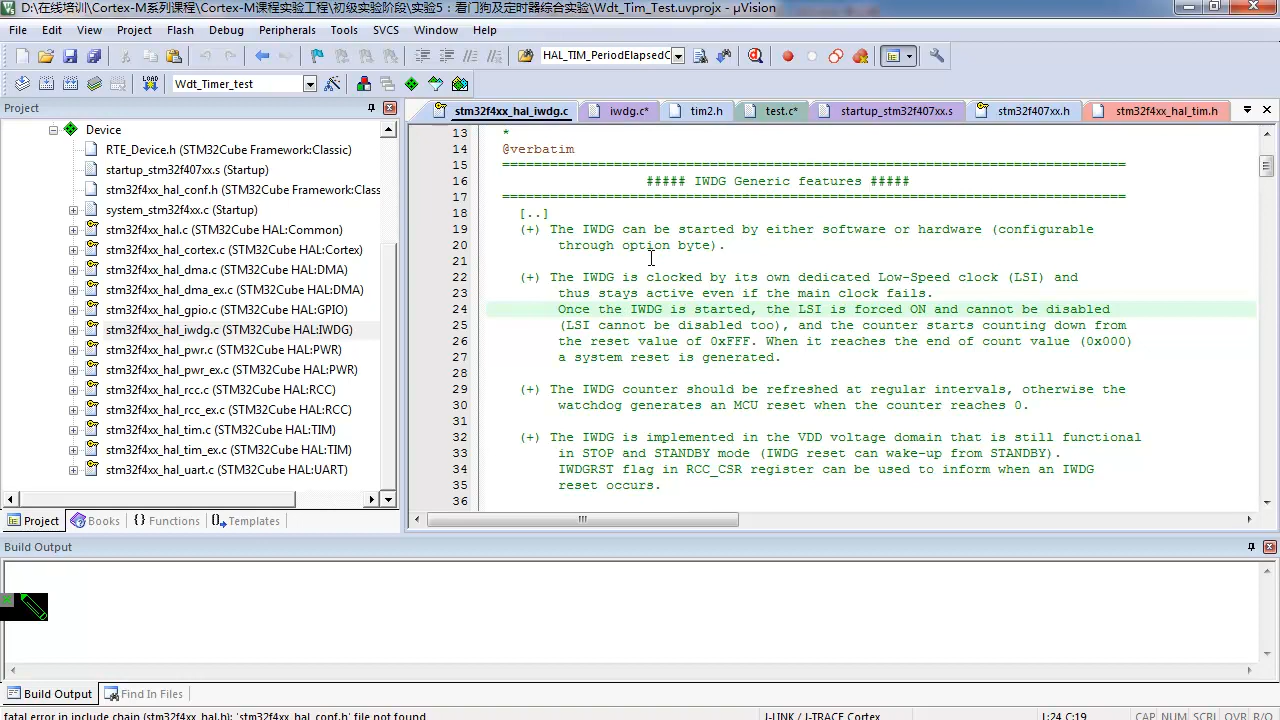 D:\在线培训\Cortex-M系列课程\Cortex-M课程实验工程\初级实验阶段\实验5：看门狗及定时器综合实验\Wdt_Tim_Test.uvprojx - µVision
File Edit View Project Flash Debug Peripherals Tools SVCS Window Help
HAL_TIM_PeriodElapsedC
LOAD Wdt_Timer_test
Project
stm32f4xx_hal_iwdg.c iwdg.c* tim2.h test.c* startup_stm32f407xx.s stm32f407xx.h stm32f4xx_hal_tim.h
Device
RTE_Device.h (STM32Cube Framework:Classic)
startup_stm32f407xx.s (Startup)
stm32f4xx_hal_conf.h (STM32Cube Framework:Class
system_stm32f4xx.c (Startup)
stm32f4xx_hal.c (STM32Cube HAL:Common)
stm32f4xx_hal_cortex.c (STM32Cube HAL:Cortex)
stm32f4xx_hal_dma.c (STM32Cube HAL:DMA)
stm32f4xx_hal_dma_ex.c (STM32Cube HAL:DMA)
stm32f4xx_hal_gpio.c (STM32Cube HAL:GPIO)
stm32f4xx_hal_iwdg.c (STM32Cube HAL:IWDG)
stm32f4xx_hal_pwr.c (STM32Cube HAL:PWR)
stm32f4xx_hal_pwr_ex.c (STM32Cube HAL:PWR)
stm32f4xx_hal_rcc.c (STM32Cube HAL:RCC)
stm32f4xx_hal_rcc_ex.c (STM32Cube HAL:RCC)
stm32f4xx_hal_tim.c (STM32Cube HAL:TIM)
stm32f4xx_hal_tim_ex.c (STM32Cube HAL:TIM)
stm32f4xx_hal_uart.c (STM32Cube HAL:UART)
Project Books Functions Templates
13 *
14 @verbatim
15 ==============================================================================
16 ##### IWDG Generic features #####
17 ==============================================================================
18 [..]
19 (+) The IWDG can be started by either software or hardware (configurable
20 through option byte).
21
22 (+) The IWDG is clocked by its own dedicated Low-Speed clock (LSI) and
23 thus stays active even if the main clock fails.
24 Once the IWDG is started, the LSI is forced ON and cannot be disabled
25 (LSI cannot be disabled too), and the counter starts counting down from
26 the reset value of 0xFFF. When it reaches the end of count value (0x000)
27 a system reset is generated.
28
29 (+) The IWDG counter should be refreshed at regular intervals, otherwise the
30 watchdog generates an MCU reset when the counter reaches 0.
31
32 (+) The IWDG is implemented in the VDD voltage domain that is still functional
33 in STOP and STANDBY mode (IWDG reset can wake-up from STANDBY).
34 IWDGRST flag in RCC_CSR register can be used to inform when an IWDG
35 reset occurs.
36
Build Output
Build Output Find In Files
fatal error in include chain (stm32f4xx_hal.h): 'stm32f4xx_hal_conf.h' file not found J-LINK / J-TRACE Cortex L:24 C:19 CAP NUM SCRL OVR R/O